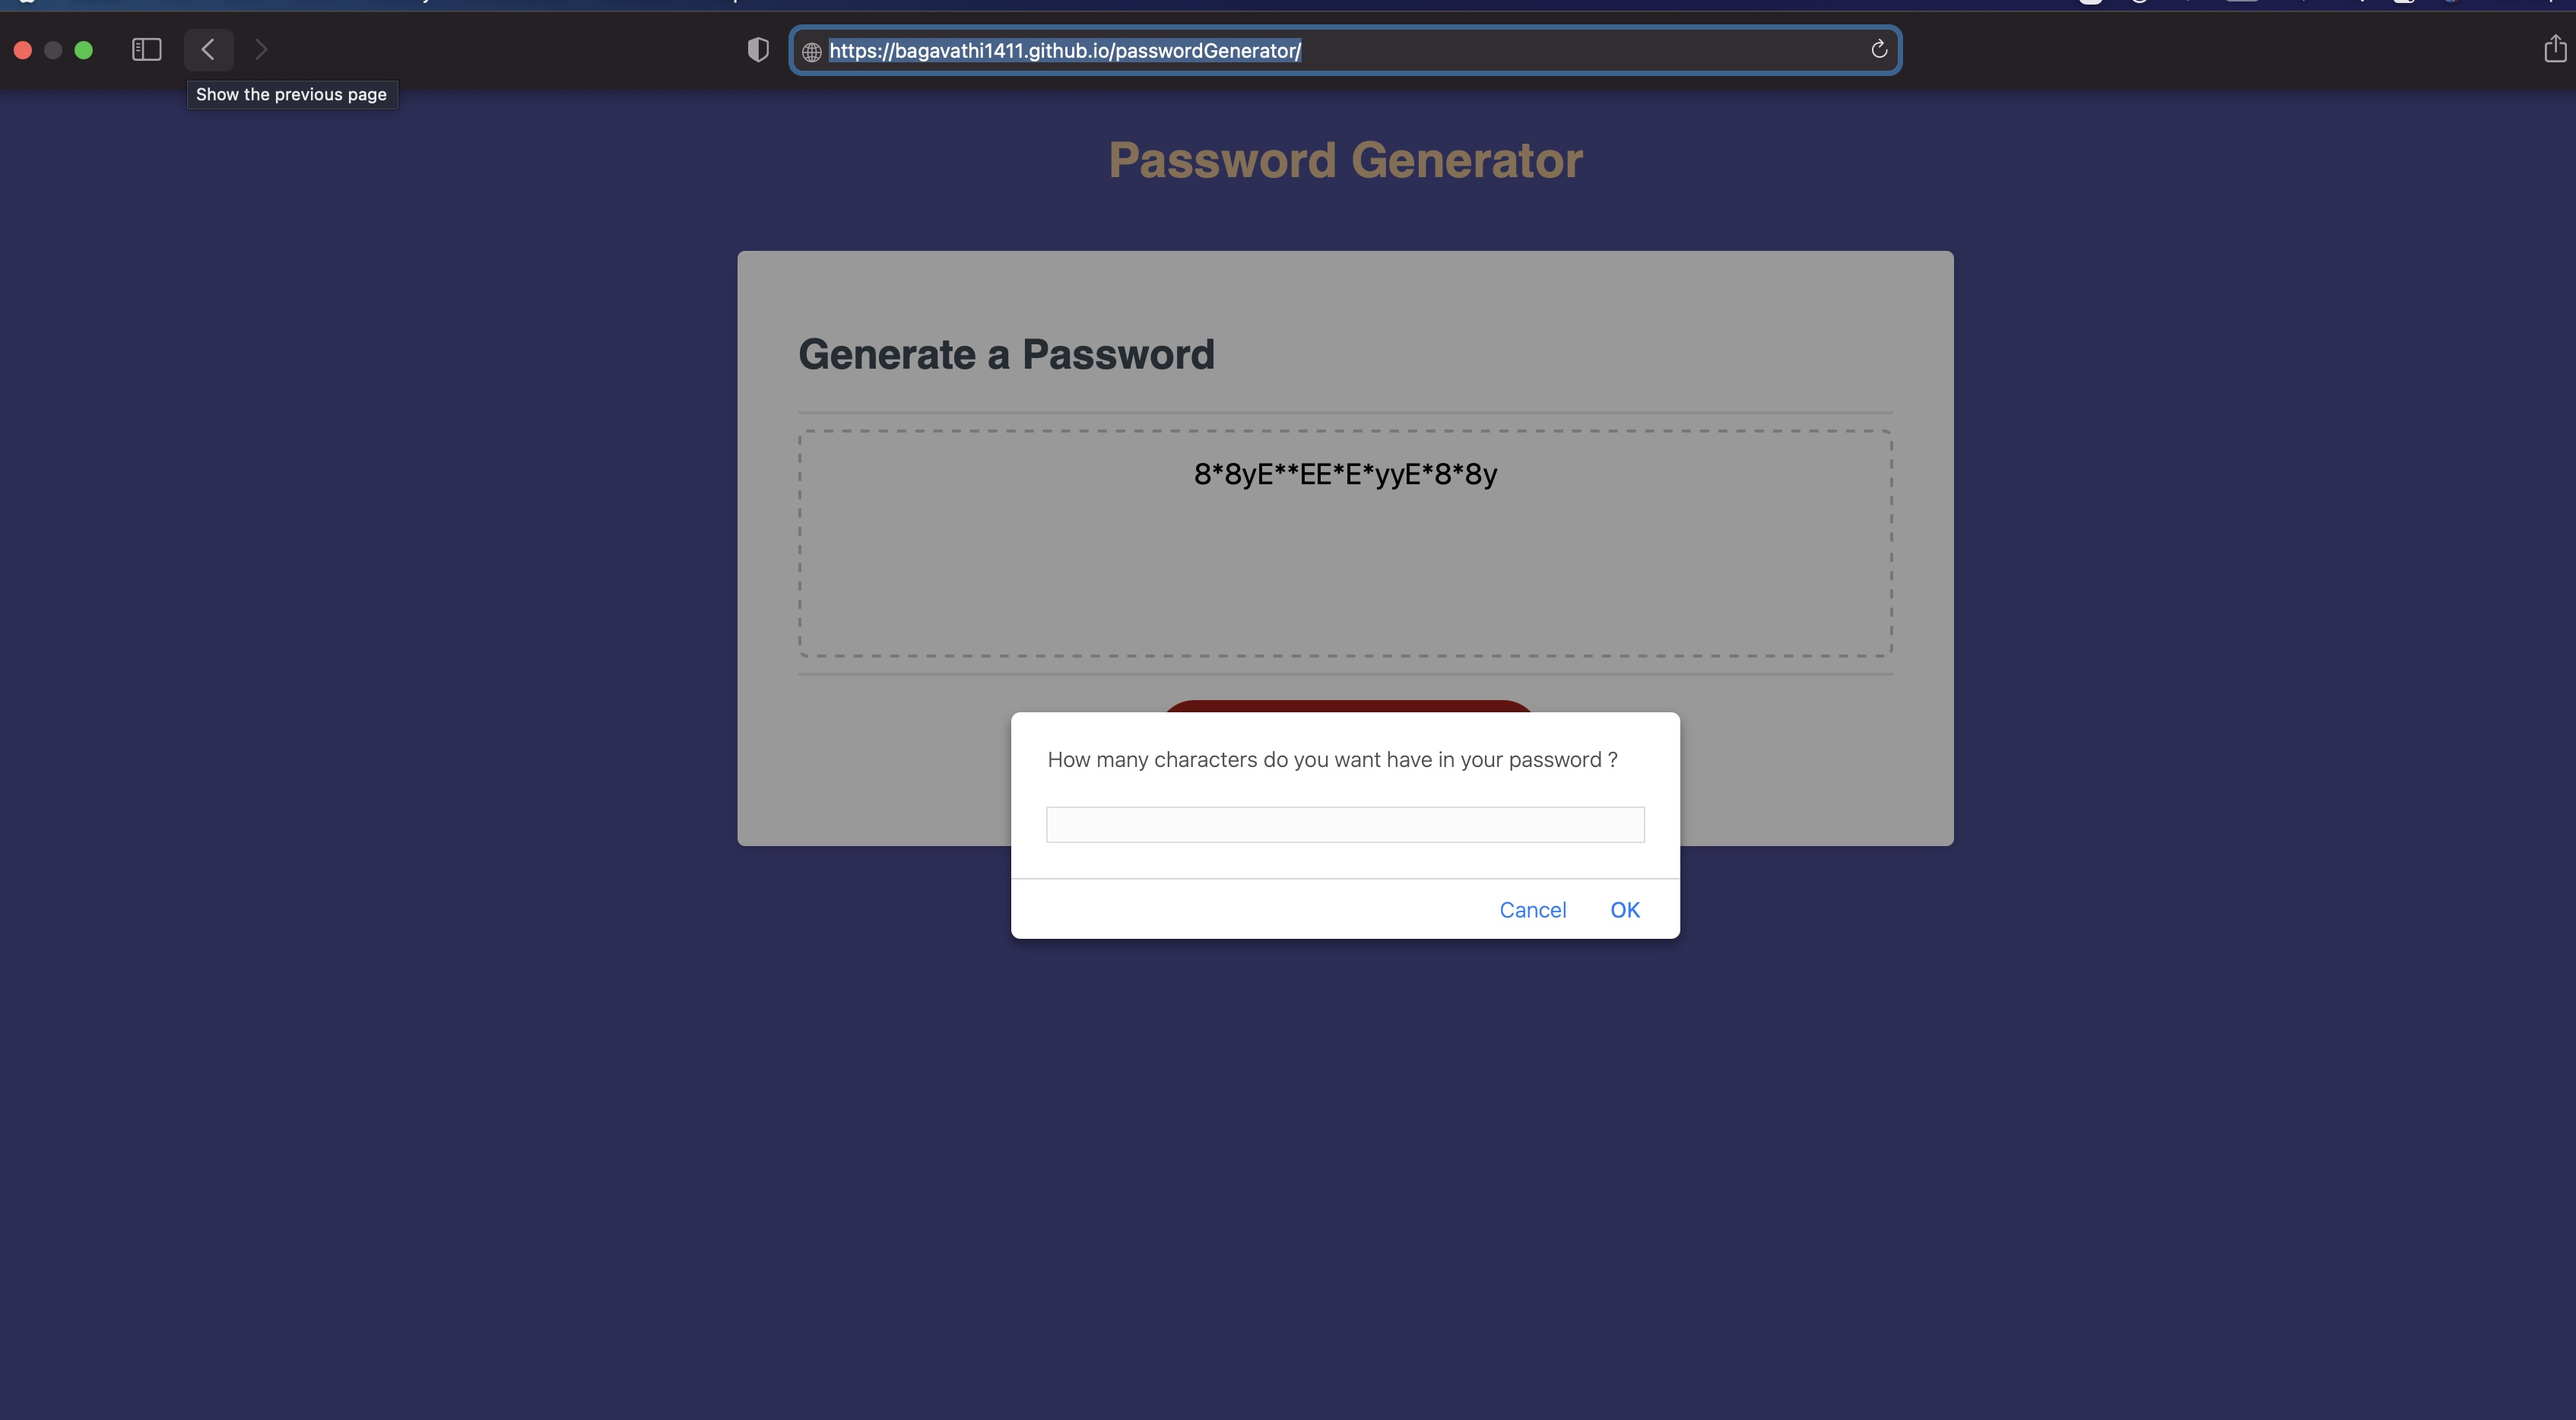 https://bagavathi1411.github.io/passwordGenerator/
Show the previous page
Password Generator
Generate a Password
8*8yE**EE*E*yyE*8*8y
How many characters do you want have in your password ?
Cancel OK